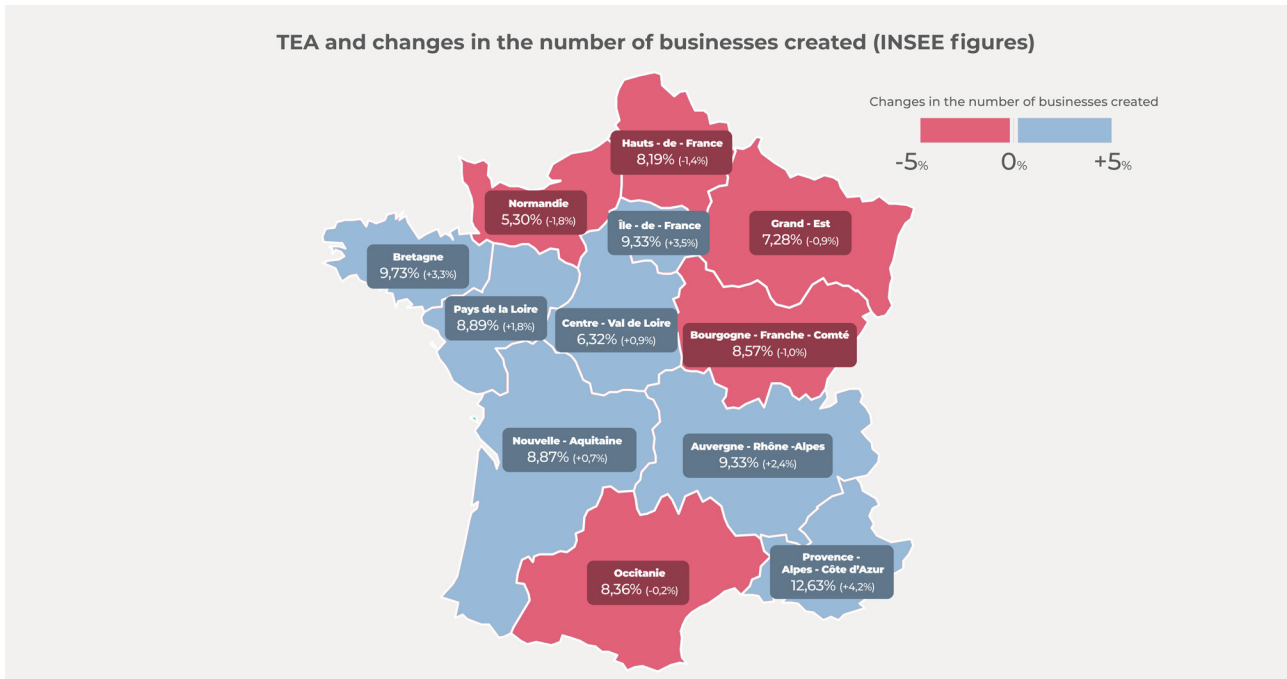 TEA and changes in the number of businesses created (INSEE figures)
Changes in the number of businesses created
-5% 0% +5%
Hauts - de - France
8,19% (-1,4%)
Normandie
5,30% (-1,8%)
Île - de - France
9,33% (+3,5%)
Grand - Est
7,28% (-0,9%)
Bretagne
9,73% (+3,3%)
Pays de la Loire
8,89% (+1,8%)
Centre - Val de Loire
6,32% (+0,9%)
Bourgogne - Franche - Comté
8,57% (-1,0%)
Nouvelle - Aquitaine
8,87% (+0,7%)
Auvergne - Rhône -Alpes
9,33% (+2,4%)
Provence -
Alpes - Côte d'Azur
12,63% (+4,2%)
Occitanie
8,36% (-0,2%)